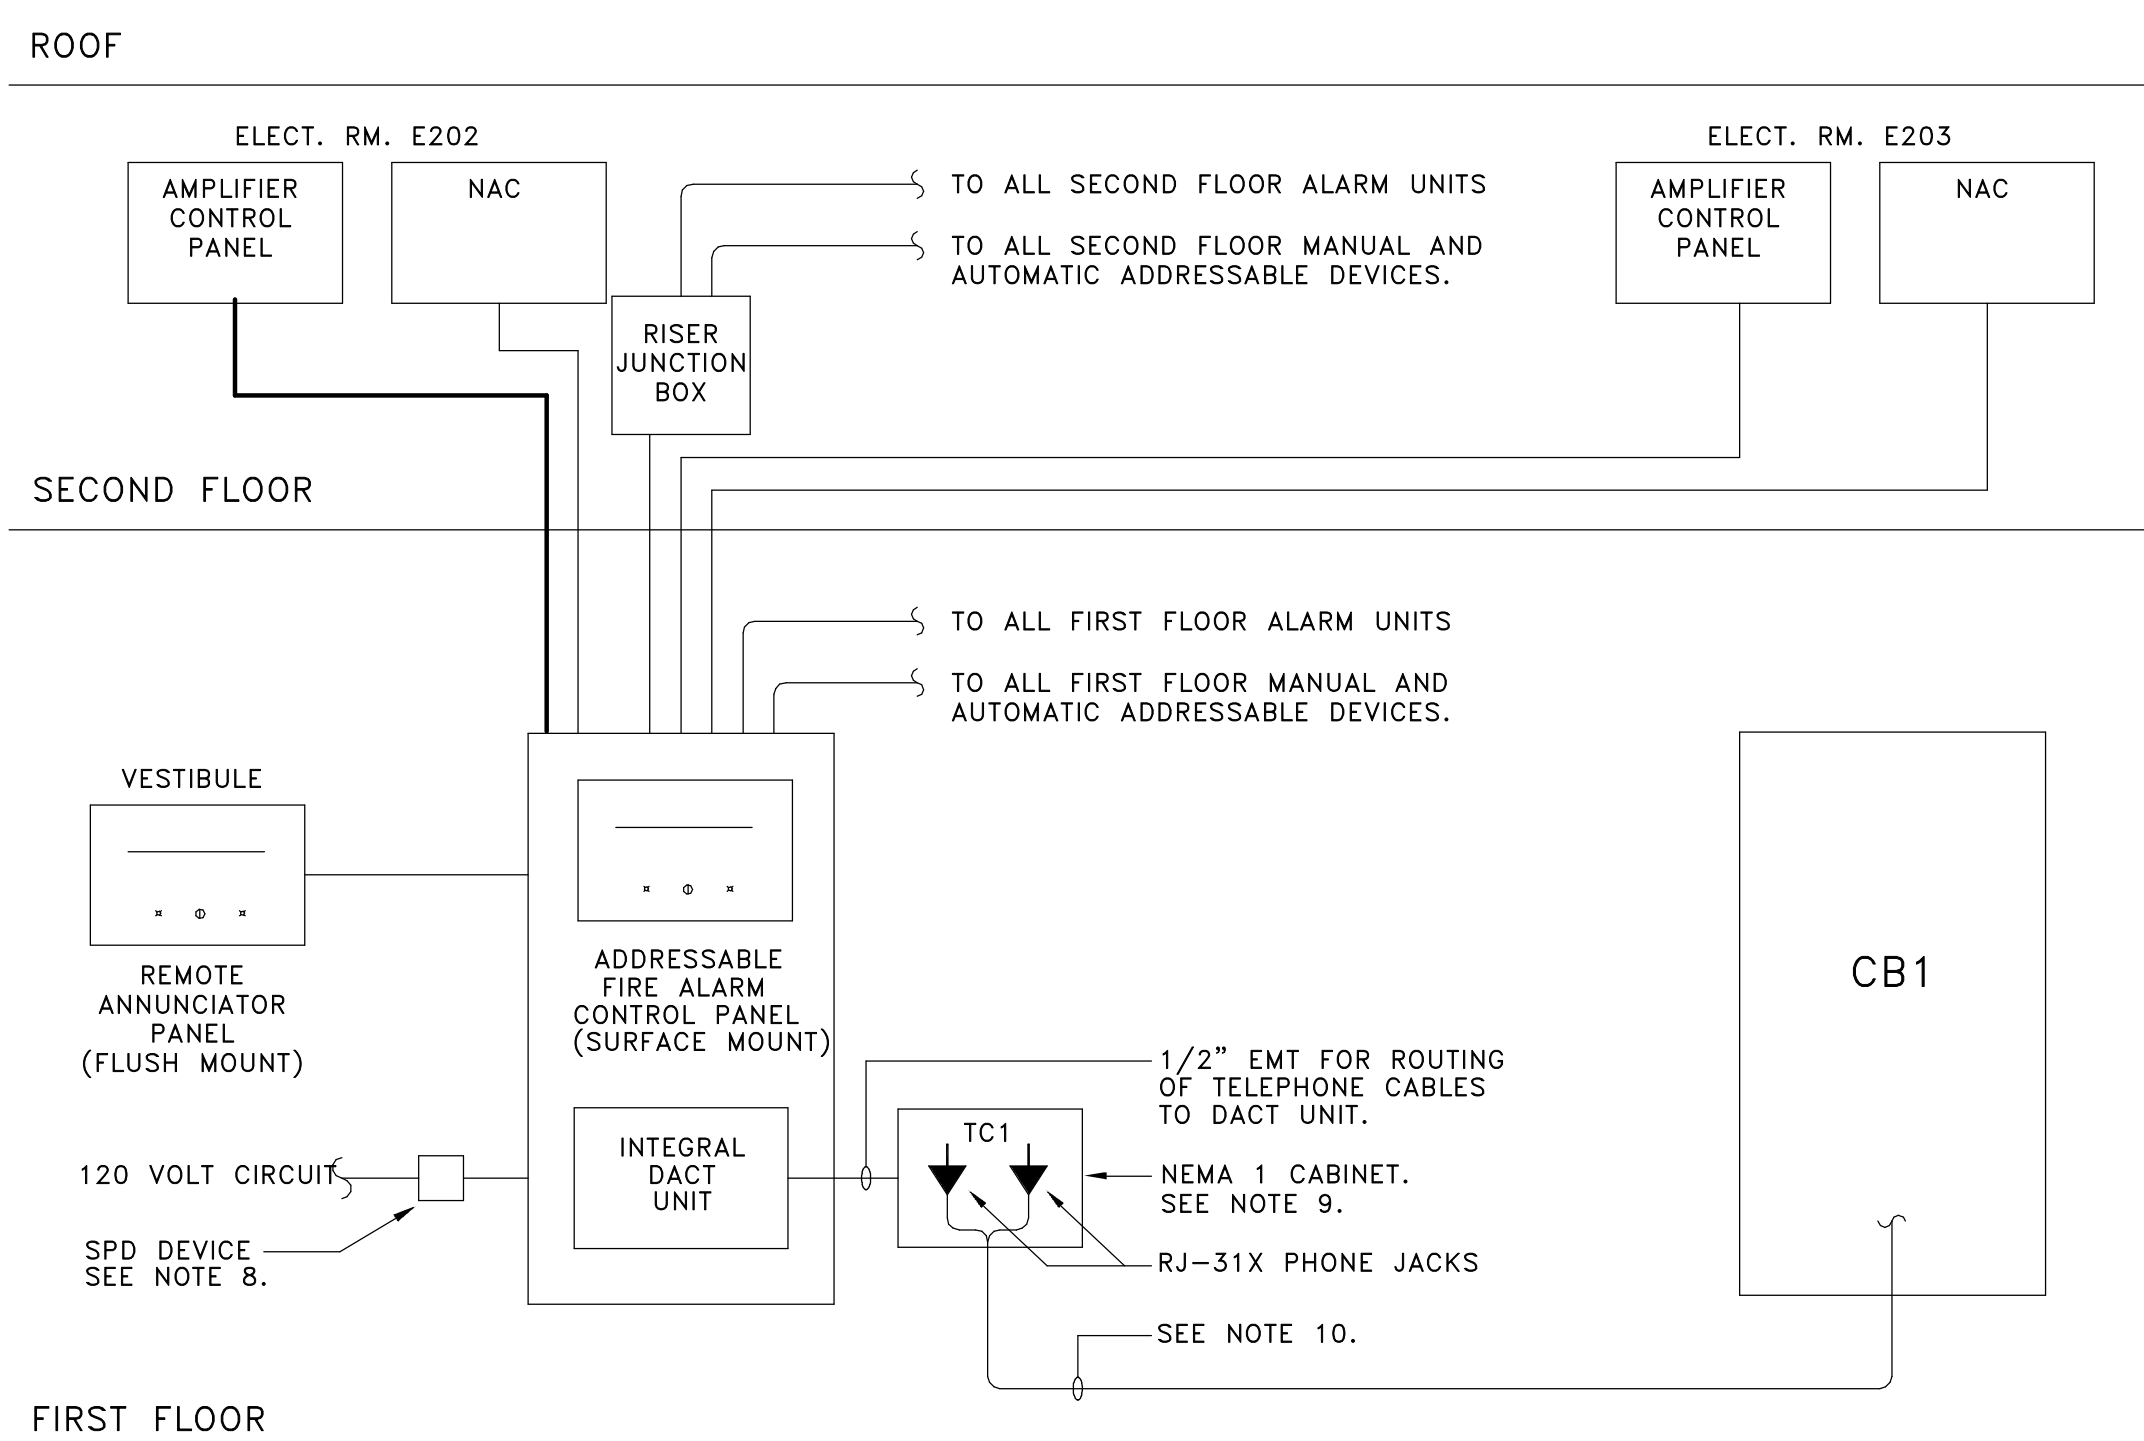 ROOF
ELECT. RM. E202
AMPLIFIER
CONTROL
PANEL
NAC
TO ALL SECOND FLOOR ALARM UNITS
TO ALL SECOND FLOOR MANUAL AND
AUTOMATIC ADDRESSABLE DEVICES.
RISER
JUNCTION
BOX
ELECT. RM. E203
AMPLIFIER
CONTROL
PANEL
NAC
SECOND FLOOR
TO ALL FIRST FLOOR ALARM UNITS
TO ALL FIRST FLOOR MANUAL AND
AUTOMATIC ADDRESSABLE DEVICES.
VESTIBULE
REMOTE
ANNUNCIATOR
PANEL
(FLUSH MOUNT)
ADDRESSABLE
FIRE ALARM
CONTROL PANEL
(SURFACE MOUNT)
CB1
1/2" EMT FOR ROUTING
OF TELEPHONE CABLES
TO DACT UNIT.
120 VOLT CIRCUIT
INTEGRAL
DACT
UNIT
TC1
NEMA 1 CABINET.
SEE NOTE 9.
SPD DEVICE
SEE NOTE 8.
RJ-31X PHONE JACKS
SEE NOTE 10.
FIRST FLOOR